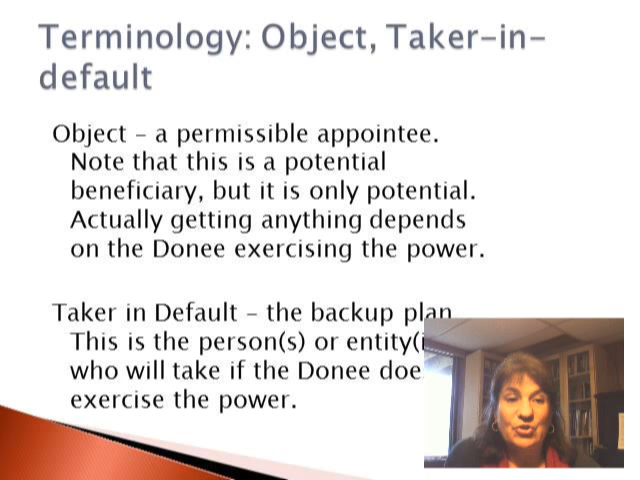 Terminology: Object, Taker-in-
default
Object – a permissible appointee.
Note that this is a potential
beneficiary, but it is only potential.
Actually getting anything depends
on the Donee exercising the power.
Taker in Default – the backup plan
This is the person(s) or
who will take if the Donee
exercise the power.